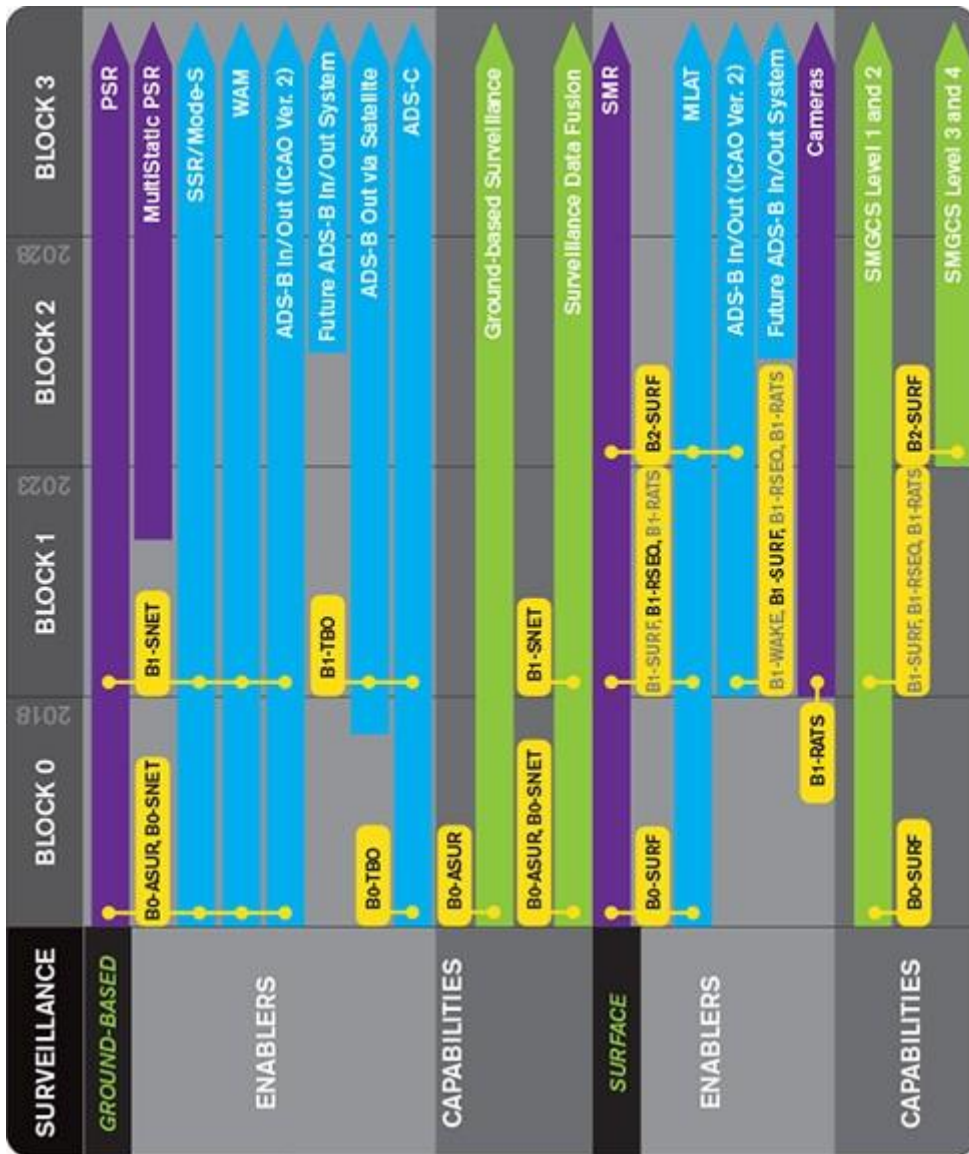 SURVEILLANCE
BLOCK 0
2018
BLOCK 1
2023
BLOCK 2
2028
BLOCK 3
GROUND-BASED
ENABLERS
PSR
B0-ASUR, B0-SNET
B1-SNET
MultiStatic PSR
SSR/Mode-S
WAM
ADS-B In/Out (ICAO Ver. 2)
B1-TBO
Future ADS-B In/Out System
B0-TBO
ADS-B Out via Satellite
ADS-C
CAPABILITIES
B0-ASUR
Ground-based Surveillance
B0-ASUR, B0-SNET
B1-SNET
Surveillance Data Fusion
SURFACE
ENABLERS
SMR
B0-SURF
B1-SURF, B1-RSEQ, B1-RATS
B2-SURF
MLAT
ADS-B In/Out (ICAO Ver. 2)
B1-WAKE, B1-SURF, B1-RSEQ, B1-RATS
Future ADS-B In/Out System
B1-RATS
Cameras
CAPABILITIES
SMGCS Level 1 and 2
B0-SURF
B1-SURF, B1-RSEQ, B1-RATS
B2-SURF
SMGCS Level 3 and 4